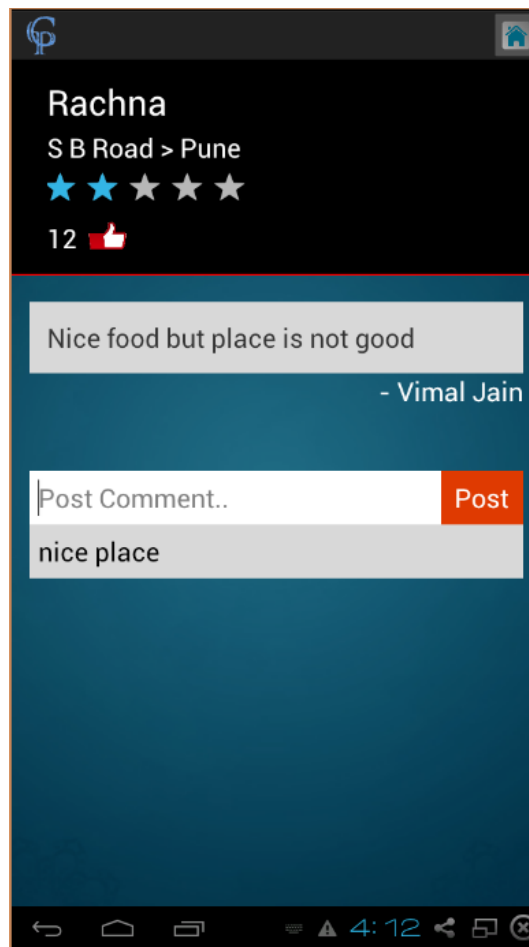 CP
Rachna
S B Road > Pune
12
Nice food but place is not good
- Vimal Jain
Post Comment..
Post
nice place
4:12